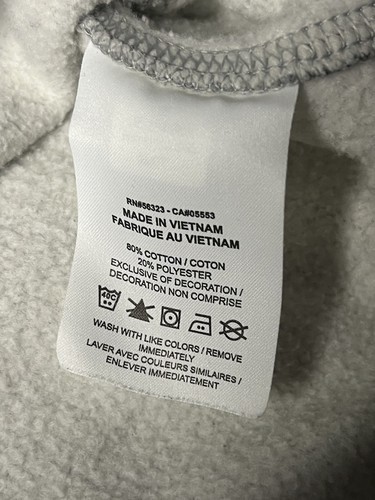 RN#56323 - CA#05553
MADE IN VIETNAM
FABRIQUE AU VIETNAM
80% COTTON / COTON
20% POLYESTER
EXCLUSIVE OF DECORATION /
DECORATION NON COMPRISE
40C
WASH WITH LIKE COLORS / REMOVE
IMMEDIATELY
LAVER AVEC COULEURS SIMILAIRES /
ENLEVER IMMEDIATEMENT